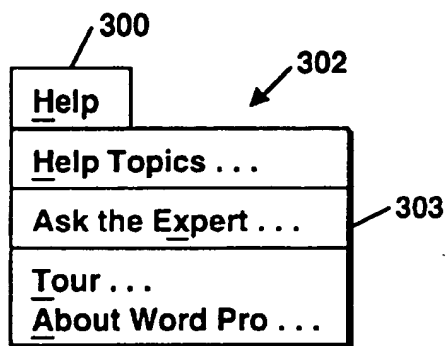 300
302
Help
Help Topics . . .
Ask the Expert . . .
303
Tour . . .
About Word Pro . . .